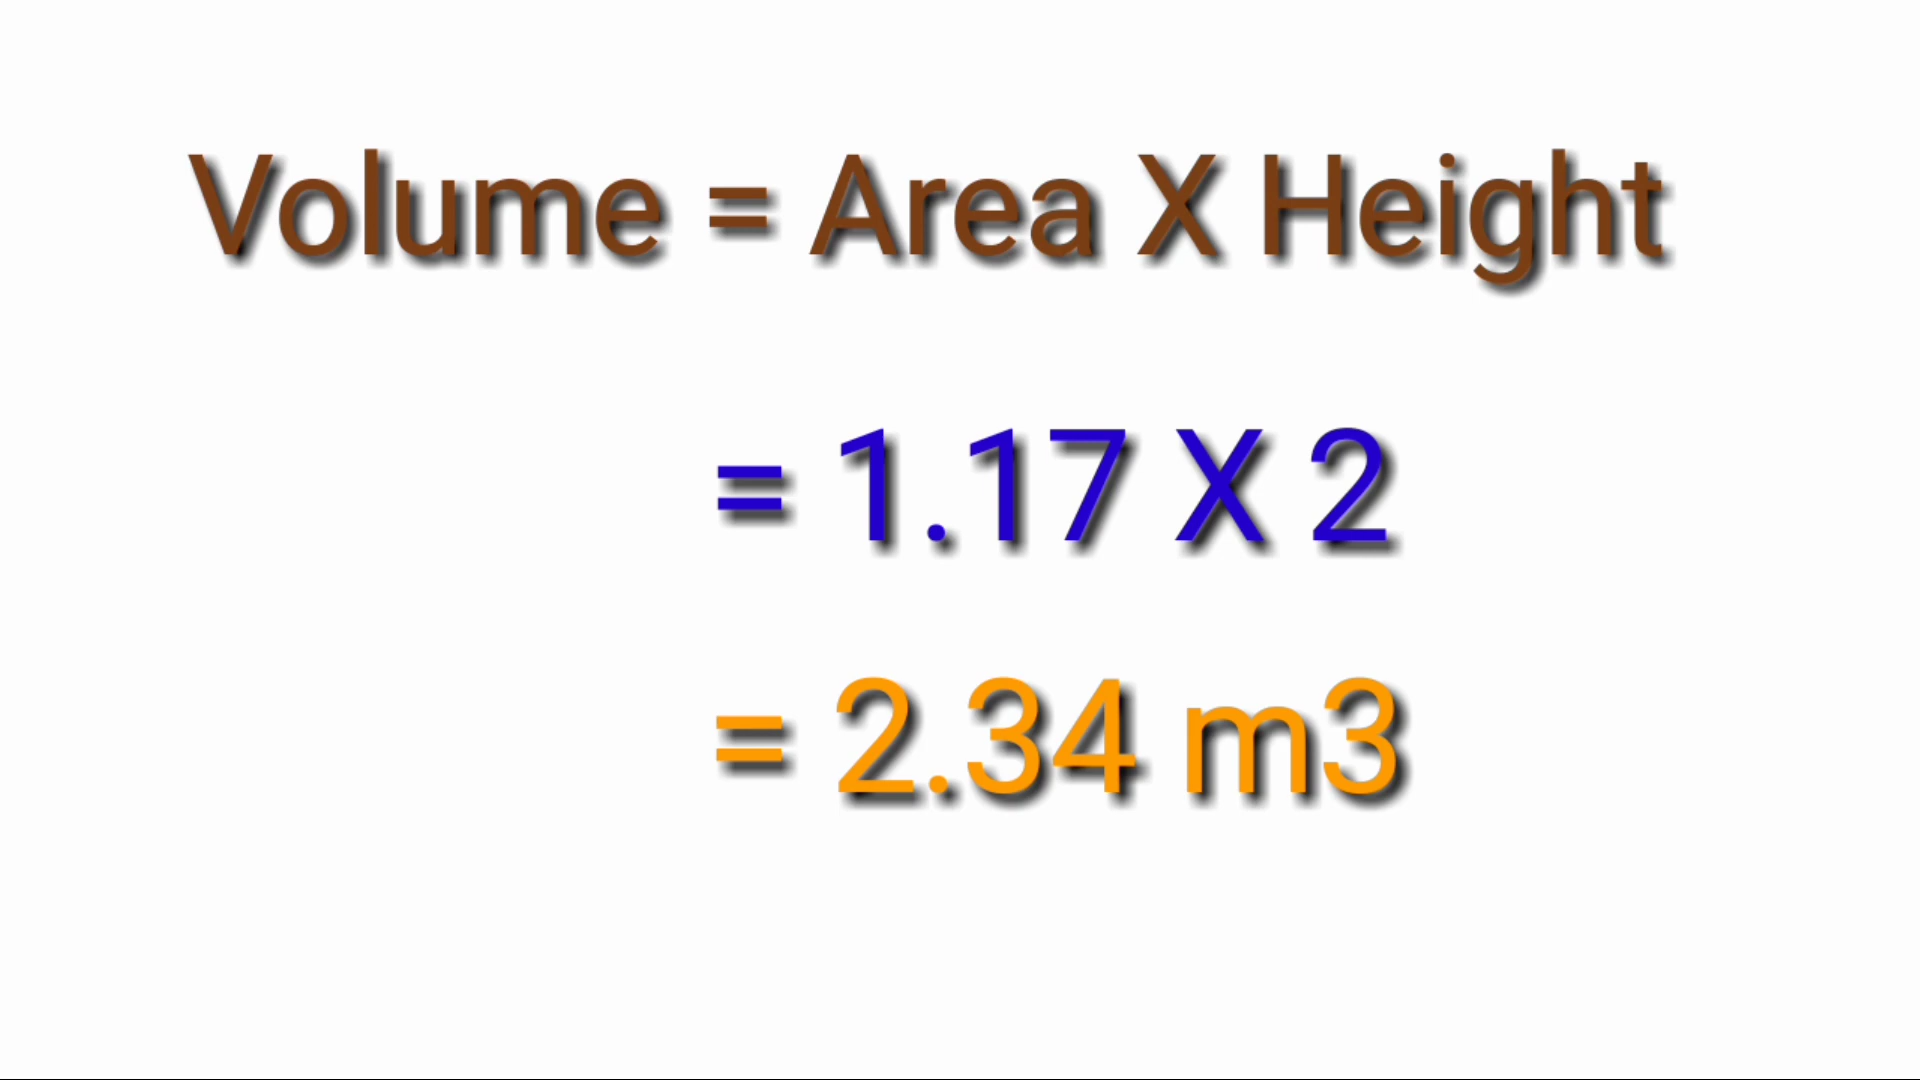 Volume = Area X Height
= 1.17 X 2
= 2.34 m3